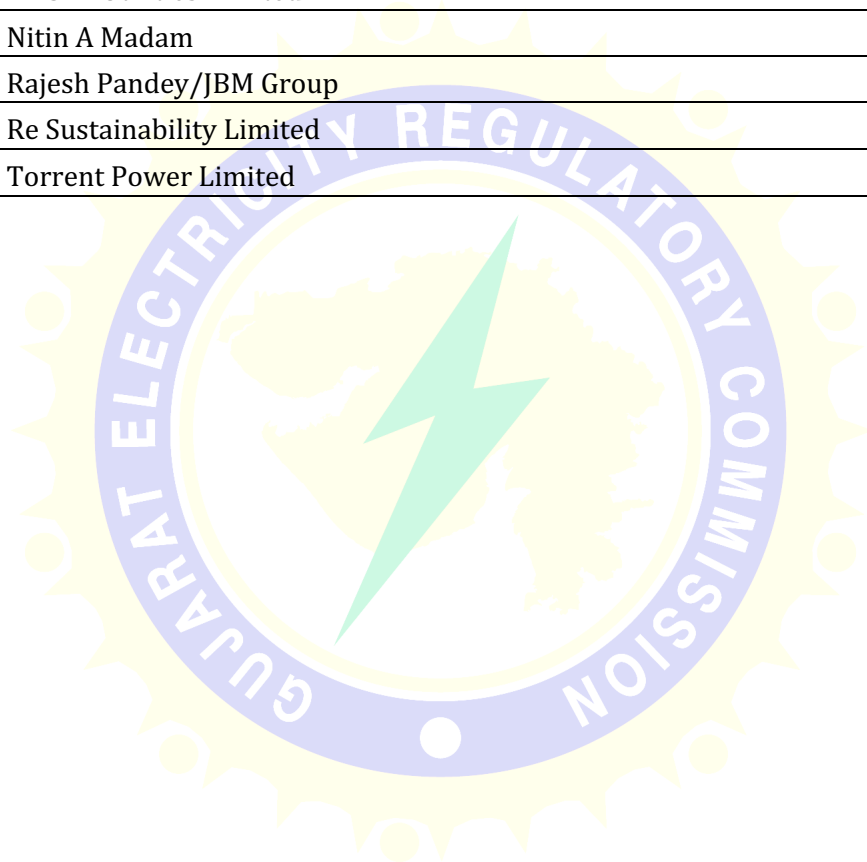 Nitin A Madam
Rajesh Pandey/JBM Group
Re Sustainability Limited
Torrent Power Limited
GUJARAT ELECTRICITY REGULATORY COMMISSION